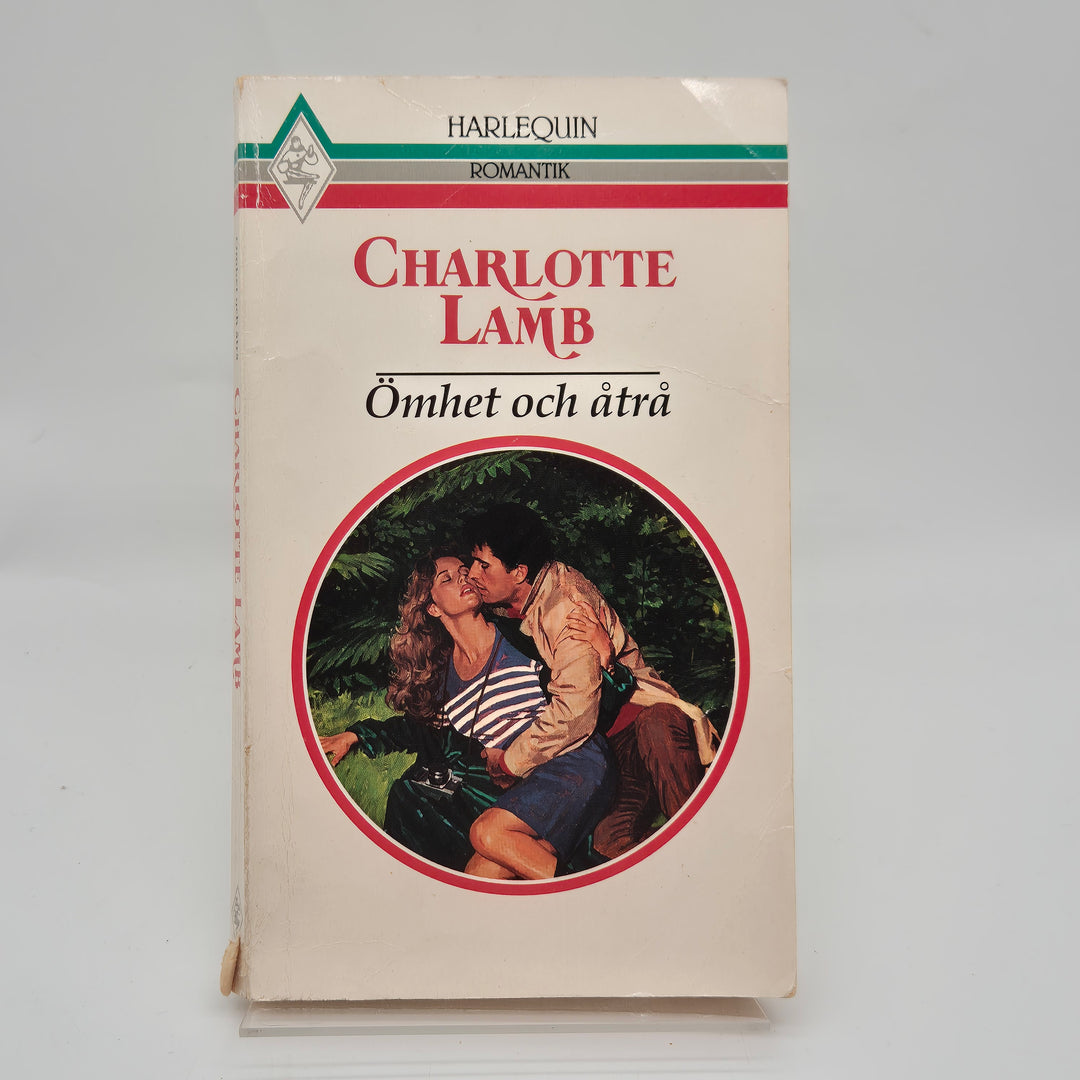 HARLEQUIN
ROMANTIK
CHARLOTTE
LAMB
Ömhet och åtrå
CHARLOTTE LAMB